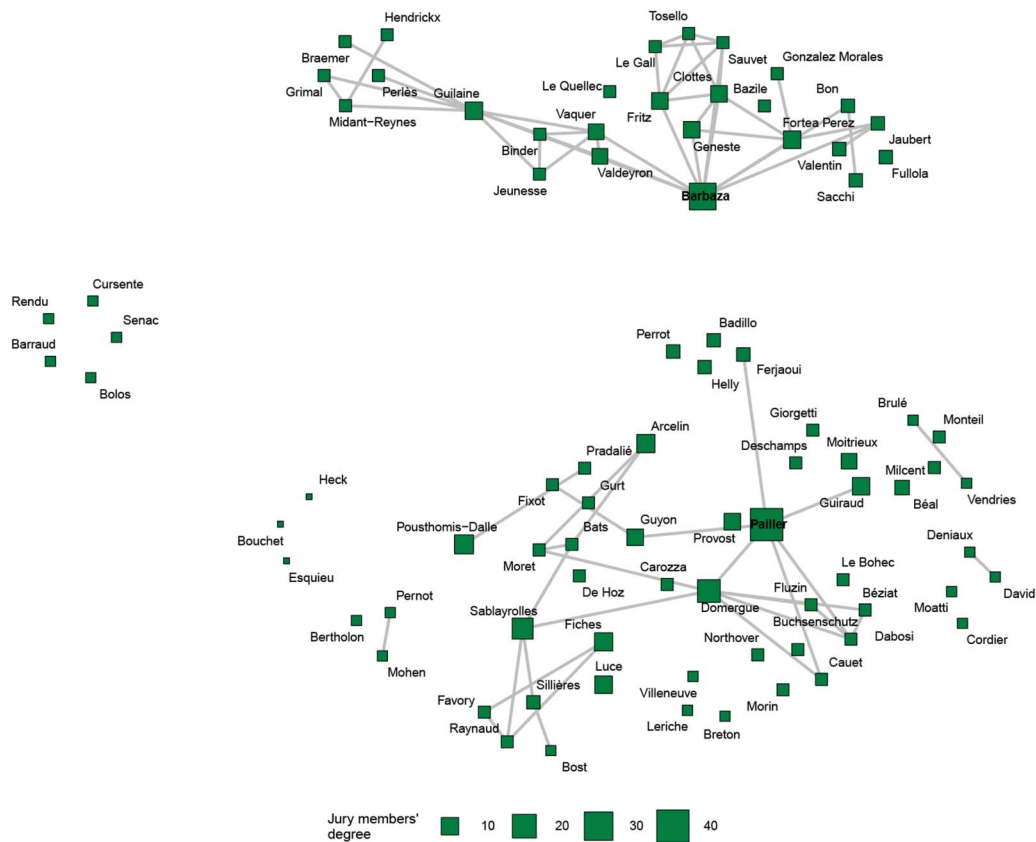 Hendrickx
Tosello
Braemer
Le Gall
Sauvet
Gonzalez Morales
Clottes
Grimal
Perlès
Guilaine
Le Quellec
Bazile
Bon
Midant−Reynes
Vaquer
Fritz
Fortea Perez
Binder
Geneste
Jaubert
Valdeyron
Valentin
Fullola
Jeunesse
Barbaza
Sacchi
Cursente
Rendu
Senac
Barraud
Bolos
Perrot
Badillo
Helly
Ferjaoui
Giorgetti
Brulé
Monteil
Arcelin
Pradalié
Deschamps
Moitrieux
Milcent
Heck
Fixot
Gurt
Guiraud
Béal
Vendries
Pousthomis−Dalle
Bats
Guyon
Provost
Pailler
Bouchet
Deniaux
Esquieu
Moret
Carozza
Le Bohec
De Hoz
Fluzin
Béziat
David
Pernot
Sablayrolles
Domergue
Buchsenschutz
Moatti
Bertholon
Fiches
Northover
Dabosi
Cordier
Mohen
Luce
Cauet
Favory
Sillières
Villeneuve
Morin
Raynaud
Leriche
Breton
Bost
Jury members'
degree
10
20
30
40